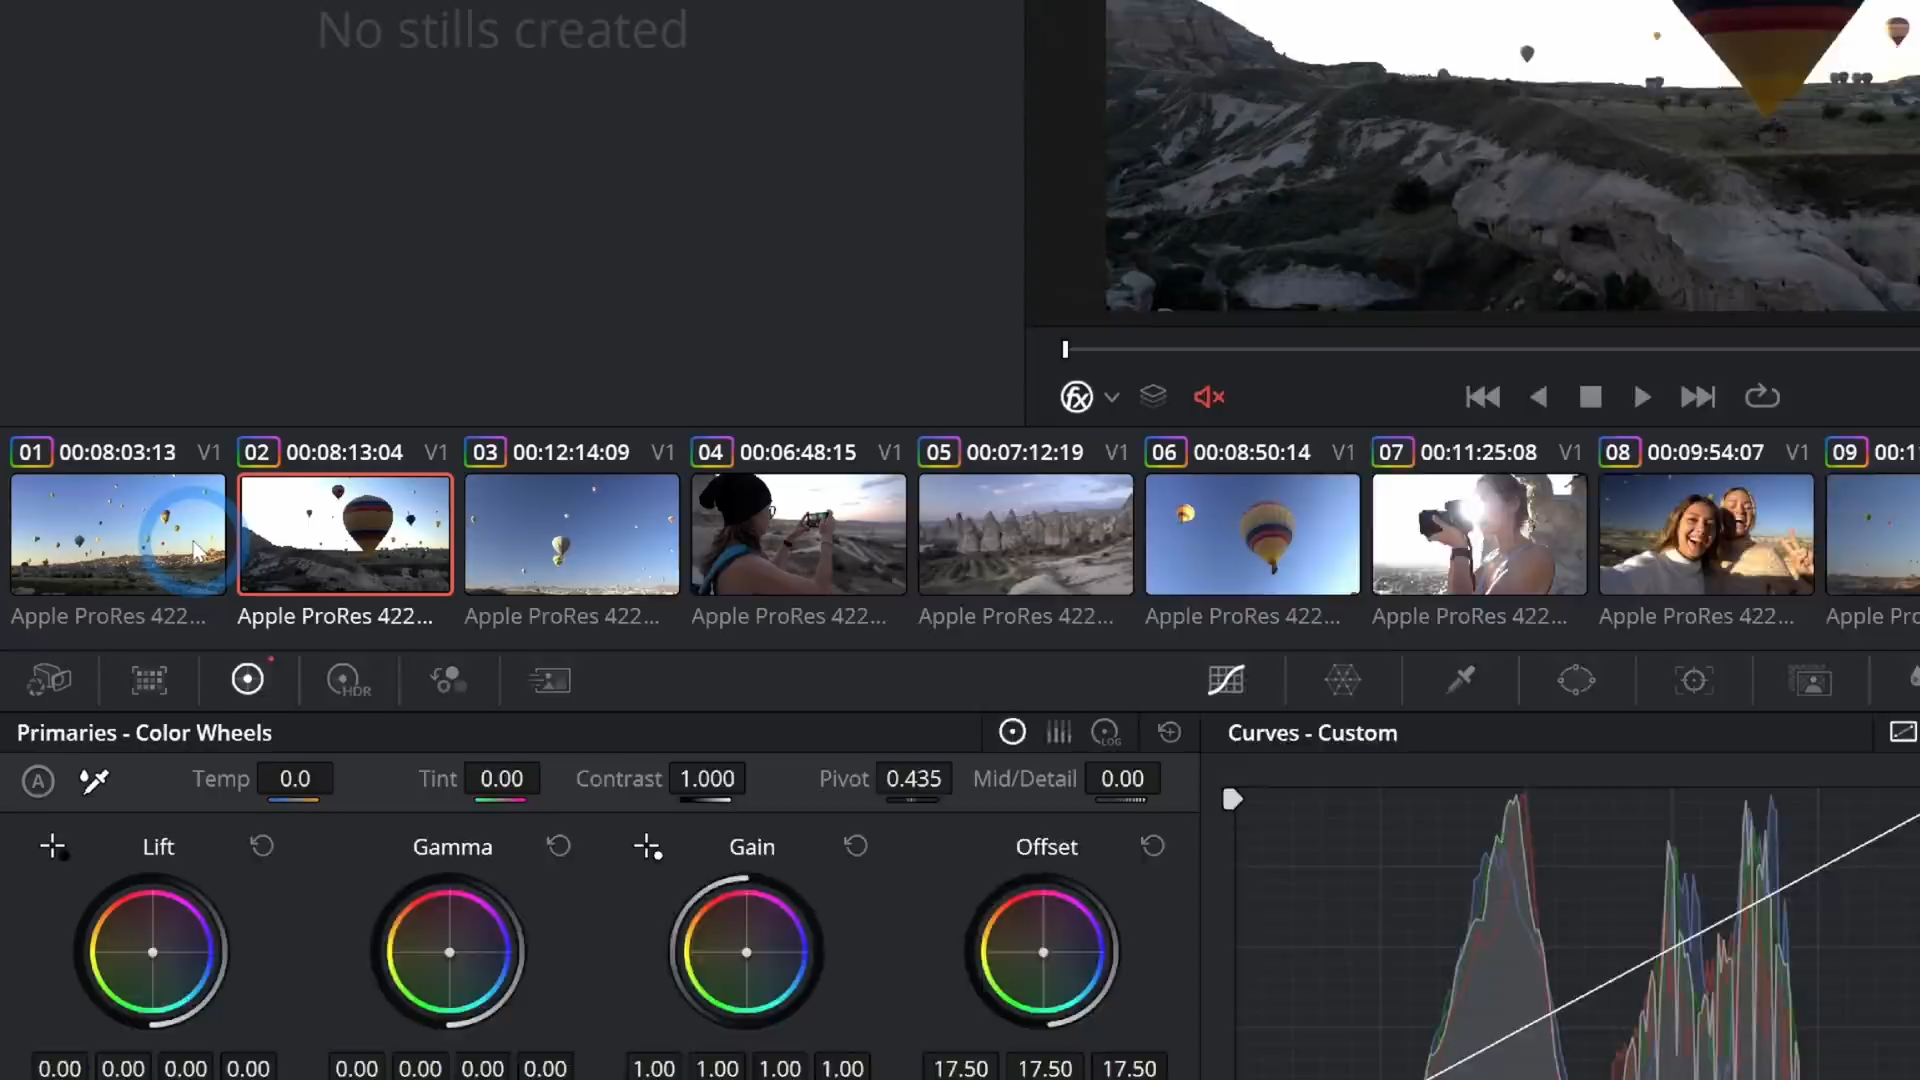 No stills created
fx
01 00:08:03:13 V1 02 00:08:13:04 V1 03 00:12:14:09 V1 04 00:06:48:15 V1 05 00:07:12:19 V1 06 00:08:50:14 V1 07 00:11:25:08 V1 08 00:09:54:07 V1 09 00:1
Apple ProRes 422... Apple ProRes 422... Apple ProRes 422... Apple ProRes 422... Apple ProRes 422... Apple ProRes 422... Apple ProRes 422... Apple ProRes 422... Apple Pro
HDR
Primaries - Color Wheels LOG Curves - Custom
A Temp 0.0 Tint 0.00 Contrast 1.000 Pivot 0.435 Mid/Detail 0.00
Lift Gamma Gain Offset
0.00 0.00 0.00 0.00 0.00 0.00 0.00 0.00 1.00 1.00 1.00 1.00 17.50 17.50 17.50